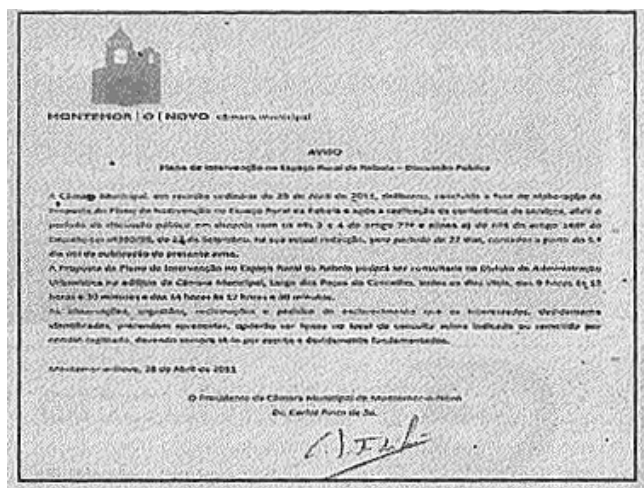 MONTEMOR | O | NOVO câmara municipal
AVISO
Plano de Intervenção no Espaço Rural da Rebola – Discussão Pública
A Câmara Municipal, em reunião ordinária de de Abril de 2011, deliberou, concluída a fase de elaboração da
Proposta do Plano de Intervenção no Espaço Rural da Rebola e após a realização da conferência de serviços, abrir o
período de discussão pública em do artigo 77º e alínea a) do nº4 do artigo 148º do
Decreto-Lei nº380/99, de 22 de Setembro, na sua actual redacção, pelo período de 22 dias, contados a partir do 5.º
dia útil da publicação do presente aviso.
A Proposta do Plano de Intervenção no Espaço Rural da Rebola poderá ser consultada na Divisão de Administração
Urbanística no edifício da Câmara Municipal, Largo dos Paços do Concelho, todos os dias úteis, das 9 horas às
horas e 30 minutos e das 14 horas às horas e 30 minutos.
As observações, sugestões, reclamações e pedidos de esclarecimento que os interessados, devidamente
identificados, pretendam apresentar, poderão ser feitos no local de consulta acima indicado ou remetido por
correio registado, devendo sempre sê-lo por escrito e devidamente fundamentados.
Montemor-o-Novo, 28 de Abril de 2011
O Presidente da Câmara Municipal de Montemor-o-Novo
Dr. Carlos Pinto de Sá.